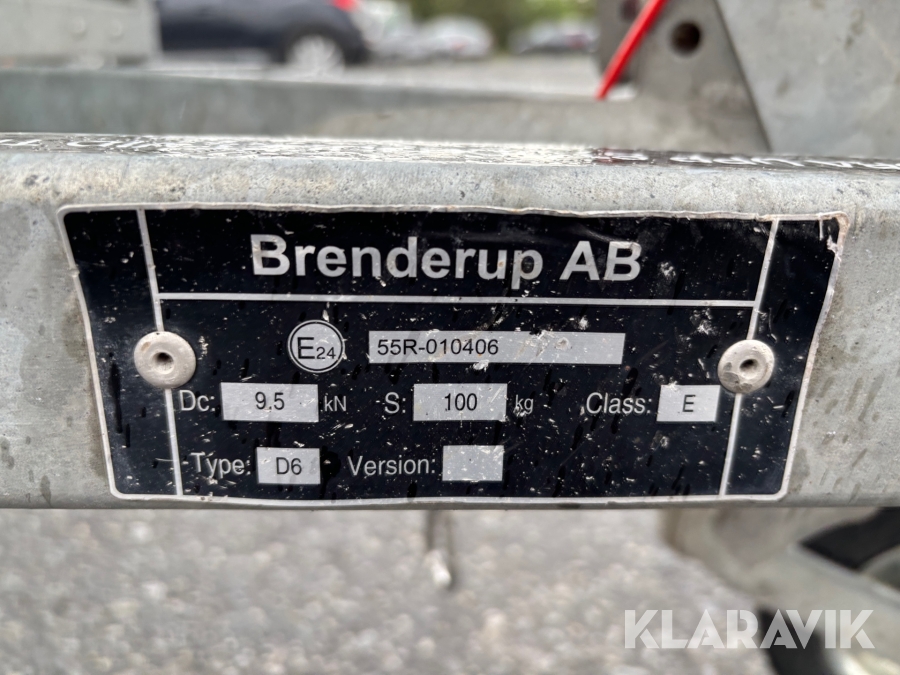 Brenderup AB
E24 55R-010406
Dc: 9.5 kN S: 100 kg Class: E
Type: D6 Version:
KLARAVIK